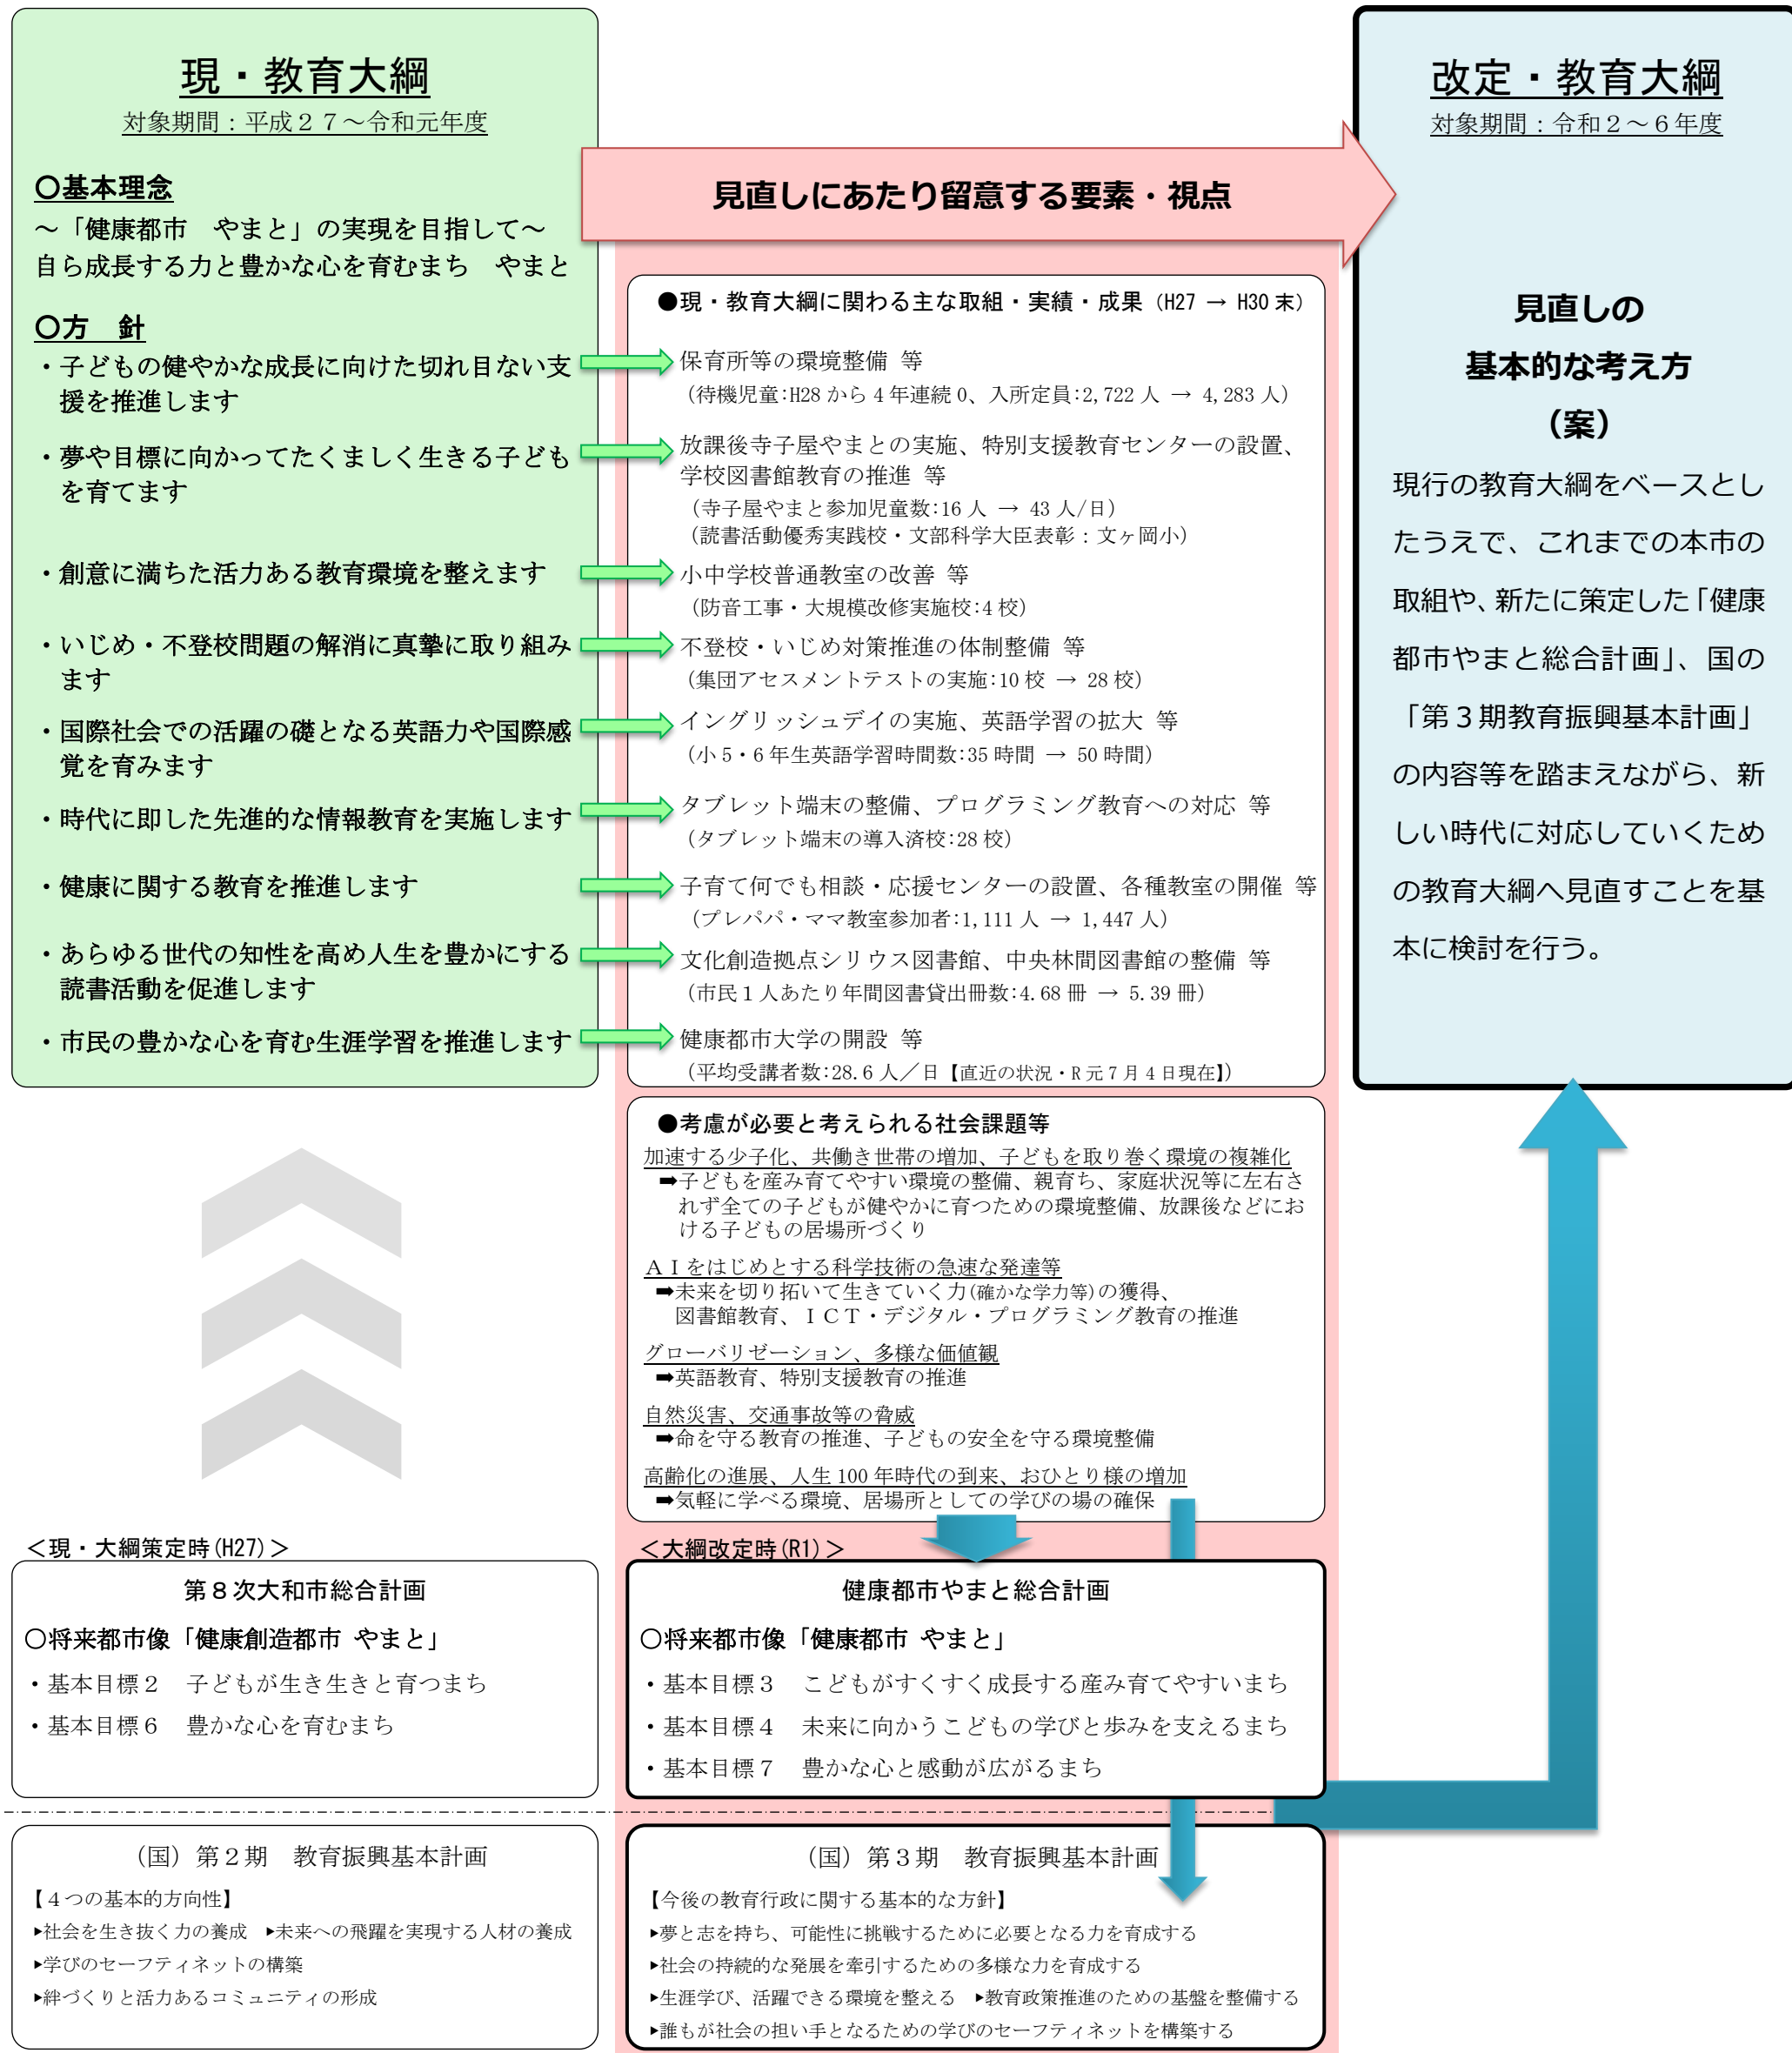 現・教育大綱
対象期間：平成２７～令和元年度
〇基本理念
～「健康都市　やまと」の実現を目指して～
自ら成長する力と豊かな心を育むまち　やまと
〇方　針
・子どもの健やかな成長に向けた切れ目ない支
援を推進します
・夢や目標に向かってたくましく生きる子ども
を育てます
・創意に満ちた活力ある教育環境を整えます
・いじめ・不登校問題の解消に真摯に取り組み
ます
・国際社会での活躍の礎となる英語力や国際感
覚を育みます
・時代に即した先進的な情報教育を実施します
・健康に関する教育を推進します
・あらゆる世代の知性を高め人生を豊かにする
読書活動を促進します
・市民の豊かな心を育む生涯学習を推進します
見直しにあたり留意する要素・視点
●現・教育大綱に関わる主な取組・実績・成果（H27 → H30 末）
保育所等の環境整備 等
（待機児童：H28 から 4 年連続 0、入所定員：2,722 人 → 4,283 人）
放課後寺子屋やまとの実施、特別支援教育センターの設置、
学校図書館教育の推進 等
（寺子屋やまと参加児童数：16 人 → 43 人/日）
（読書活動優秀実践校・文部科学大臣表彰：文ヶ岡小）
小中学校普通教室の改善 等
（防音工事・大規模改修実施校：4 校）
不登校・いじめ対策推進の体制整備 等
（集団アセスメントテストの実施：10 校 → 28 校）
イングリッシュデイの実施、英語学習の拡大 等
（小 5・6 年生英語学習時間数：35 時間 → 50 時間）
タブレット端末の整備、プログラミング教育への対応 等
（タブレット端末の導入済校：28 校）
子育て何でも相談・応援センターの設置、各種教室の開催 等
（プレパパ・ママ教室参加者：1,111 人 → 1,447 人）
文化創造拠点シリウス図書館、中央林間図書館の整備 等
（市民１人あたり年間図書貸出冊数：4.68 冊 → 5.39 冊）
健康都市大学の開設 等
（平均受講者数：28.6 人／日【直近の状況・R 元 7 月 4 日現在】）
●考慮が必要と考えられる社会課題等
加速する少子化、共働き世帯の増加、子どもを取り巻く環境の複雑化
➡子どもを産み育てやすい環境の整備、親育ち、家庭状況等に左右さ
れず全ての子どもが健やかに育つための環境整備、放課後などにお
ける子どもの居場所づくり
ＡＩをはじめとする科学技術の急速な発達等
➡未来を切り拓いて生きていく力（確かな学力等）の獲得、
図書館教育、ＩＣＴ・デジタル・プログラミング教育の推進
グローバリゼーション、多様な価値観
➡英語教育、特別支援教育の推進
自然災害、交通事故等の脅威
➡命を守る教育の推進、子どもの安全を守る環境整備
高齢化の進展、人生 100 年時代の到来、おひとり様の増加
➡気軽に学べる環境、居場所としての学びの場の確保
改定・教育大綱
対象期間：令和２～６年度
見直しの
基本的な考え方
（案）
現行の教育大綱をベースとし
たうえで、これまでの本市の
取組や、新たに策定した「健康
都市やまと総合計画」、国の
「第３期教育振興基本計画」
の内容等を踏まえながら、新
しい時代に対応していくため
の教育大綱へ見直すことを基
本に検討を行う。
＜現・大綱策定時(H27)＞
第８次大和市総合計画
〇将来都市像「健康創造都市 やまと」
・基本目標２　子どもが生き生きと育つまち
・基本目標６　豊かな心を育むまち
＜大綱改定時(R1)＞
健康都市やまと総合計画
〇将来都市像「健康都市 やまと」
・基本目標３　こどもがすくすく成長する産み育てやすいまち
・基本目標４　未来に向かうこどもの学びと歩みを支えるまち
・基本目標７　豊かな心と感動が広がるまち
（国）第２期　教育振興基本計画
【４つの基本的方向性】
▶社会を生き抜く力の養成　▶未来への飛躍を実現する人材の養成
▶学びのセーフティネットの構築
▶絆づくりと活力あるコミュニティの形成
（国）第３期　教育振興基本計画
【今後の教育行政に関する基本的な方針】
▶夢と志を持ち、可能性に挑戦するために必要となる力を育成する
▶社会の持続的な発展を牽引するための多様な力を育成する
▶生涯学び、活躍できる環境を整える　▶教育政策推進のための基盤を整備する
▶誰もが社会の担い手となるための学びのセーフティネットを構築する